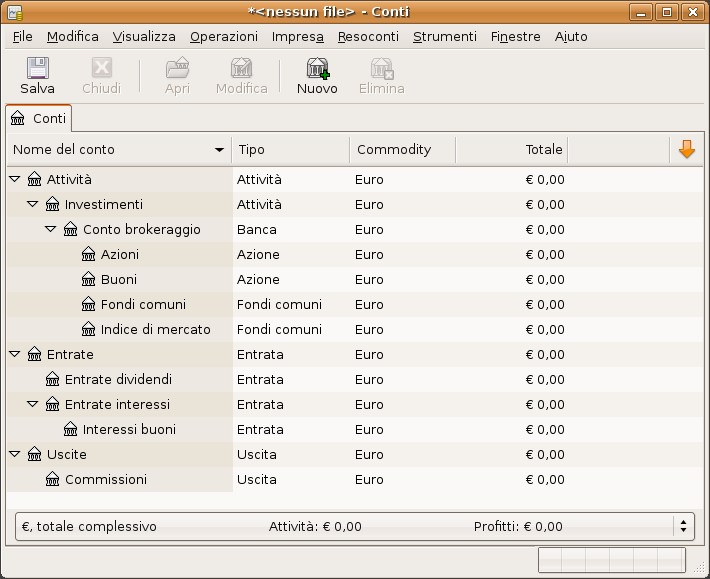 *<nessun file> - Conti
File Modifica Visualizza Operazioni Impresa Resoconti Strumenti Finestre Aiuto
Salva Chiudi Apri Modifica Nuovo Elimina
Conti
Nome del conto Tipo Commodity Totale
Attività Attività Euro € 0,00
Investimenti Attività Euro € 0,00
Conto brokeraggio Banca Euro € 0,00
Azioni Azione Euro € 0,00
Buoni Azione Euro € 0,00
Fondi comuni Fondi comuni Euro € 0,00
Indice di mercato Fondi comuni Euro € 0,00
Entrate Entrata Euro € 0,00
Entrate dividendi Entrata Euro € 0,00
Entrate interessi Entrata Euro € 0,00
Interessi buoni Entrata Euro € 0,00
Uscite Uscita Euro € 0,00
Commissioni Uscita Euro € 0,00
€, totale complessivo Attività: € 0,00 Profitti: € 0,00